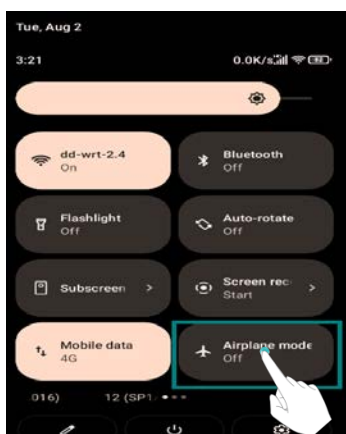 Tue, Aug 2
3:21 0.0K/s
dd-wrt-2.4
On
Bluetooth
Off
Flashlight
Off
Auto-rotate
Off
Subscreen >
Screen rec >
Start
Mobile data
4G
Airplane mode
Off
.016) 12 (SP1.